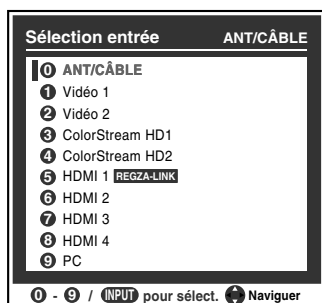 Sélection entrée ANT/CÂBLE
0 ANT/CÂBLE
1 Vidéo 1
2 Vidéo 2
3 ColorStream HD1
4 ColorStream HD2
5 HDMI 1 REGZA-LINK
6 HDMI 2
7 HDMI 3
8 HDMI 4
9 PC
0 - 9 / INPUT pour sélect. Naviguer